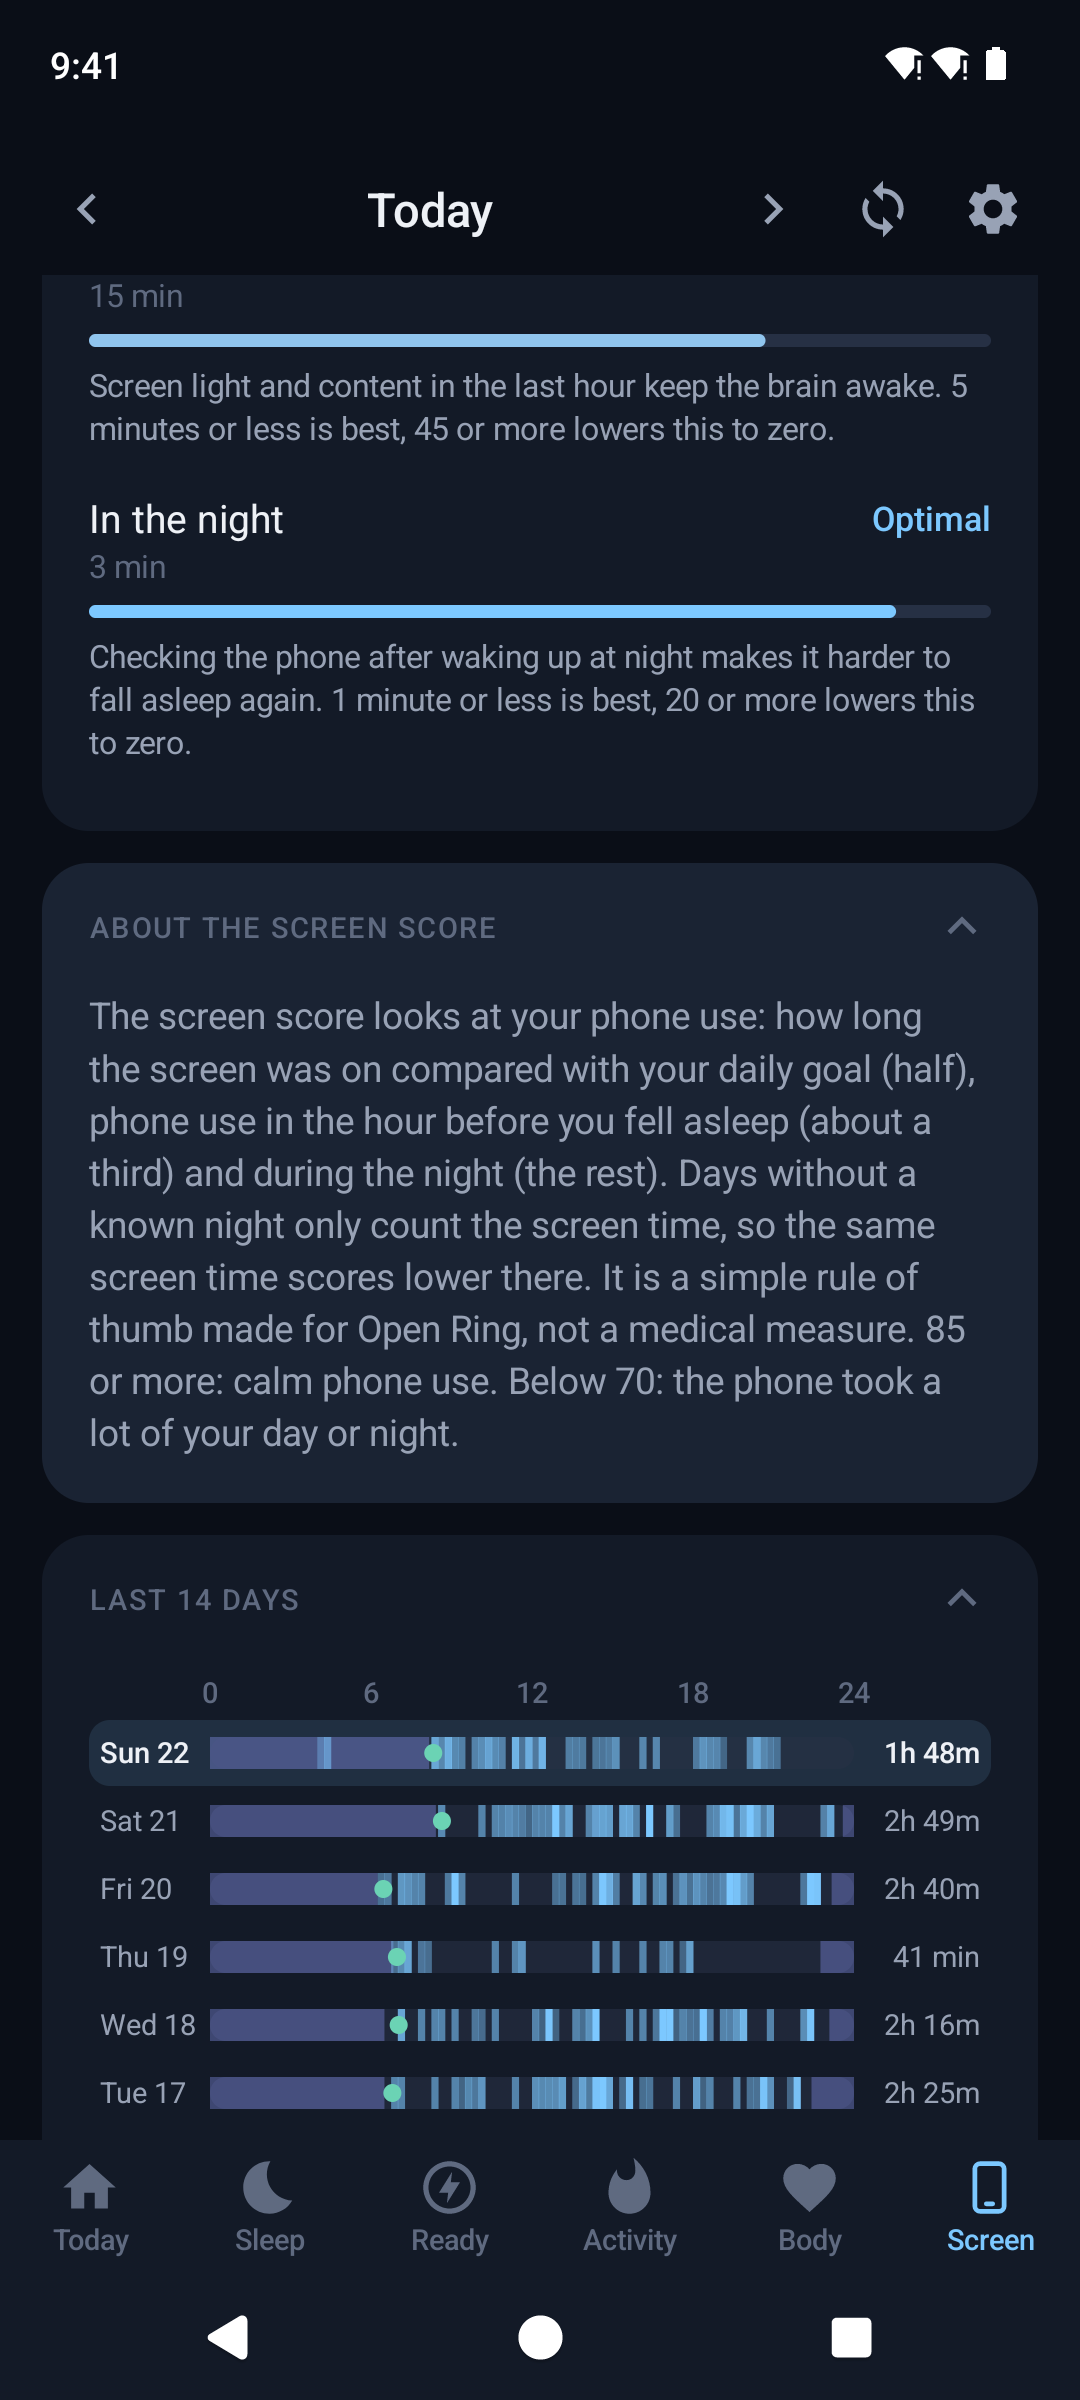 9:41
Today
15 min
Screen light and content in the last hour keep the brain awake. 5
minutes or less is best, 45 or more lowers this to zero.
In the night
Optimal
3 min
Checking the phone after waking up at night makes it harder to
fall asleep again. 1 minute or less is best, 20 or more lowers this
to zero.
ABOUT THE SCREEN SCORE
The screen score looks at your phone use: how long
the screen was on compared with your daily goal (half),
phone use in the hour before you fell asleep (about a
third) and during the night (the rest). Days without a
known night only count the screen time, so the same
screen time scores lower there. It is a simple rule of
thumb made for Open Ring, not a medical measure. 85
or more: calm phone use. Below 70: the phone took a
lot of your day or night.
LAST 14 DAYS
0 6 12 18 24
Sun 22 1h 48m
Sat 21 2h 49m
Fri 20 2h 40m
Thu 19 41 min
Wed 18 2h 16m
Tue 17 2h 25m
Today Sleep Ready Activity Body Screen